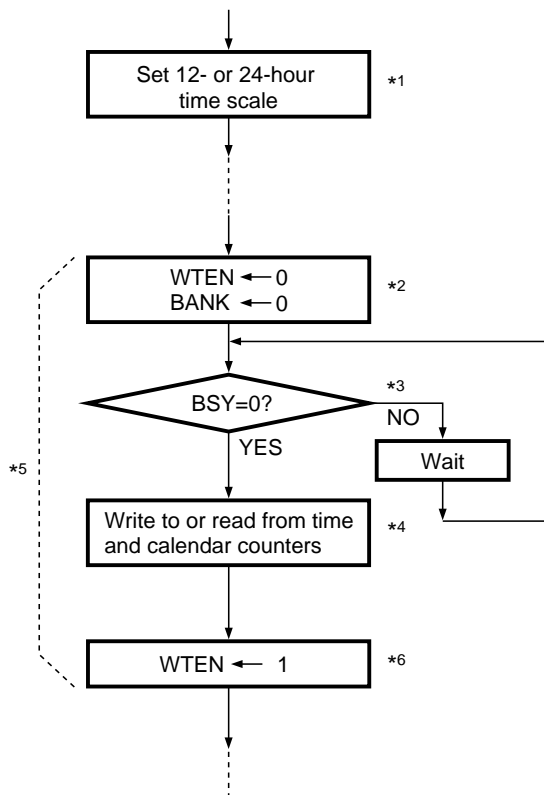 Set 12- or 24-hour
time scale
*1
WTEN ← 0
BANK ← 0
*2
BSY=0?
*3
NO
YES
Wait
*5
Write to or read from time
and calendar counters
*4
WTEN ← 1
*6